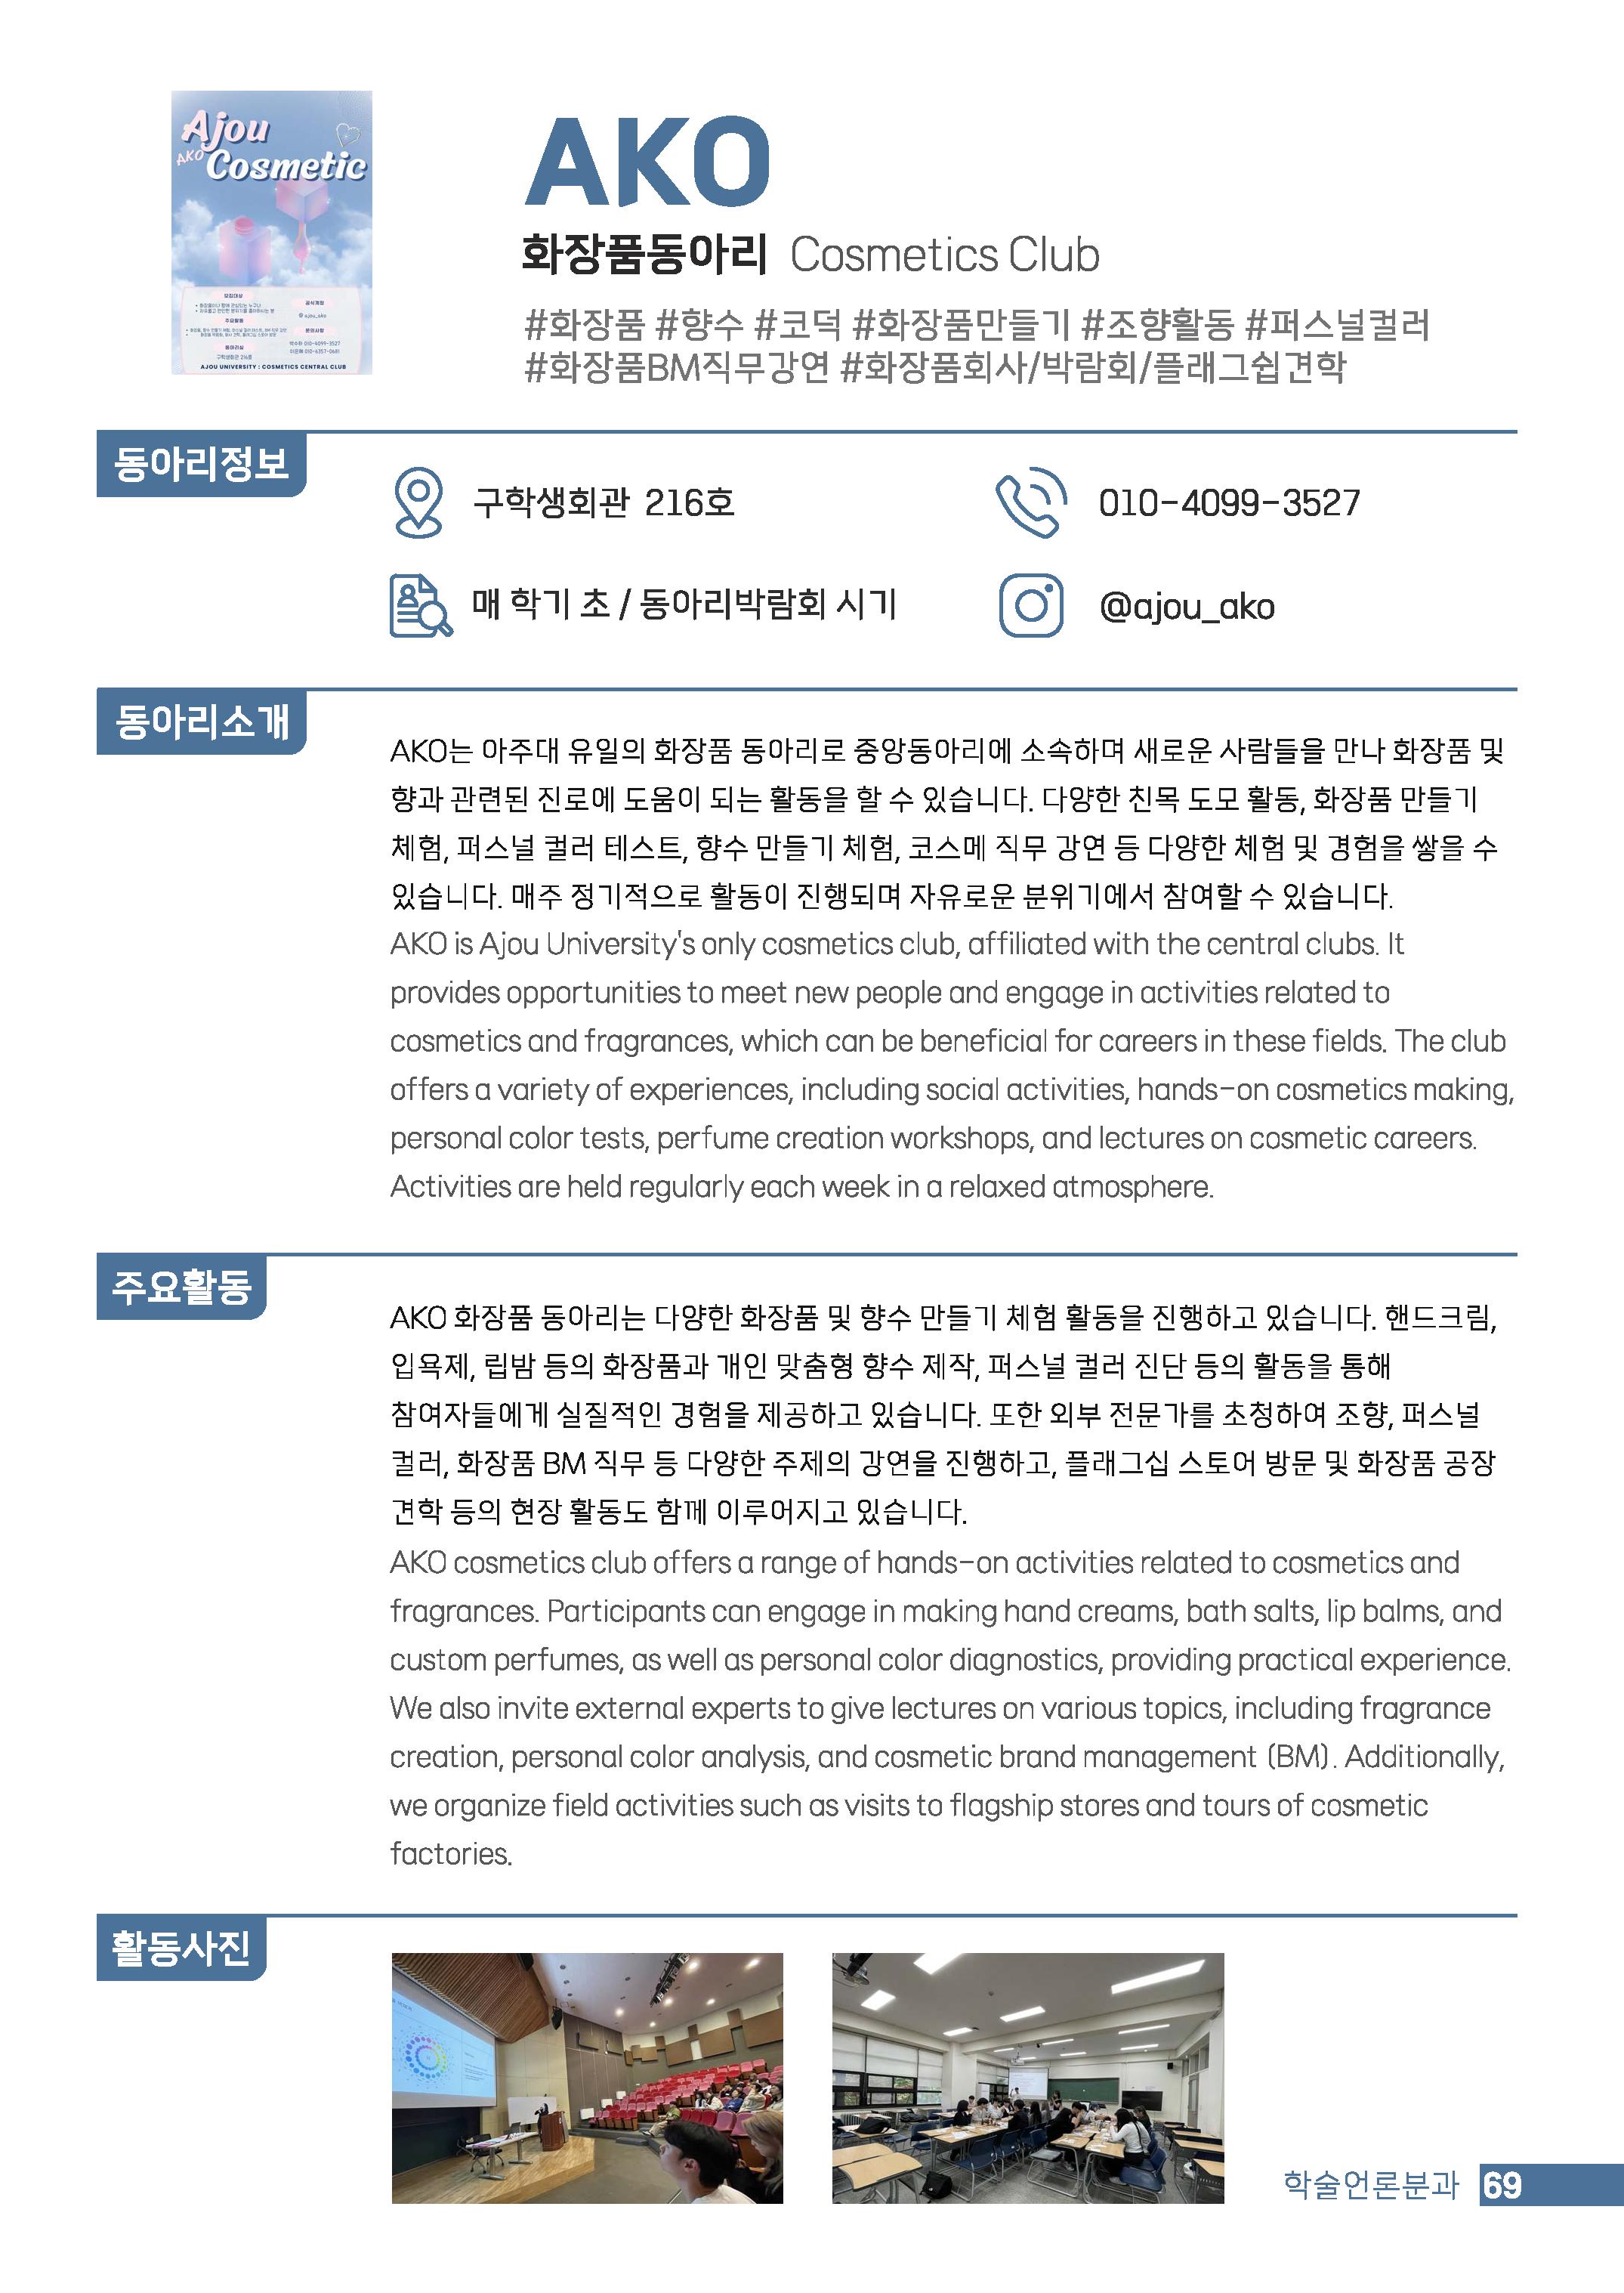 Ajou
AKO
Cosmetic
모집대상
공식계정
@ ajou_ako
주요활동
문의사항
동아리실
구학생회관 216호
AJOU UNIVERSITY : COSMETICS CENTRAL CLUB
AKO
화장품동아리 Cosmetics Club
#화장품 #향수 #코덕 #화장품만들기 #조향활동 #퍼스널컬러
#화장품BM직무강연 #화장품회사/박람회/플래그쉽견학
동아리정보
구학생회관 216호
010-4099-3527
매 학기 초 / 동아리박람회 시기
@ajou_ako
동아리소개
AKO는 아주대 유일의 화장품 동아리로 중앙동아리에 소속하며 새로운 사람들을 만나 화장품 및
향과 관련된 진로에 도움이 되는 활동을 할 수 있습니다. 다양한 친목 도모 활동, 화장품 만들기
체험, 퍼스널 컬러 테스트, 향수 만들기 체험, 코스메 직무 강연 등 다양한 체험 및 경험을 쌓을 수
있습니다. 매주 정기적으로 활동이 진행되며 자유로운 분위기에서 참여할 수 있습니다.
AKO is Ajou University's only cosmetics club, affiliated with the central clubs. It
provides opportunities to meet new people and engage in activities related to
cosmetics and fragrances, which can be beneficial for careers in these fields. The club
offers a variety of experiences, including social activities, hands-on cosmetics making,
personal color tests, perfume creation workshops, and lectures on cosmetic careers.
Activities are held regularly each week in a relaxed atmosphere.
주요활동
AKO 화장품 동아리는 다양한 화장품 및 향수 만들기 체험 활동을 진행하고 있습니다. 핸드크림,
입욕제, 립밤 등의 화장품과 개인 맞춤형 향수 제작, 퍼스널 컬러 진단 등의 활동을 통해
참여자들에게 실질적인 경험을 제공하고 있습니다. 또한 외부 전문가를 초청하여 조향, 퍼스널
컬러, 화장품 BM 직무 등 다양한 주제의 강연을 진행하고, 플래그십 스토어 방문 및 화장품 공장
견학 등의 현장 활동도 함께 이루어지고 있습니다.
AKO cosmetics club offers a range of hands-on activities related to cosmetics and
fragrances. Participants can engage in making hand creams, bath salts, lip balms, and
custom perfumes, as well as personal color diagnostics, providing practical experience.
We also invite external experts to give lectures on various topics, including fragrance
creation, personal color analysis, and cosmetic brand management (BM). Additionally,
we organize field activities such as visits to flagship stores and tours of cosmetic
factories.
활동사진
학술언론분과 69